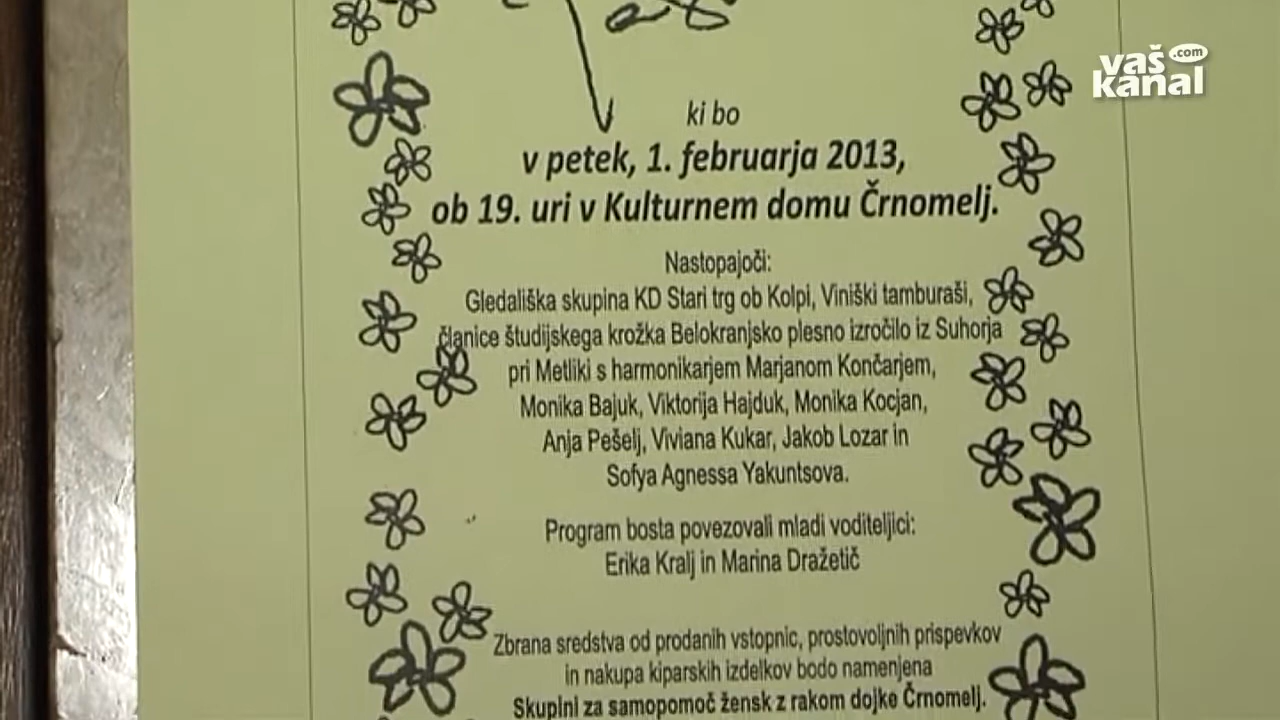 vaš
.com
kanal
ki bo
v petek, 1. februarja 2013,
ob 19. uri v Kulturnem domu Črnomelj.
Nastopajoči:
Gledališka skupina KD Stari trg ob Kolpi, Viniški tamburaši,
članice študijskega krožka Belokranjsko plesno izročilo iz Suhorja
pri Metliki s harmonikarjem Marjanom Končarjem,
Monika Bajuk, Viktorija Hajduk, Monika Kocjan,
Anja Pešelj, Viviana Kukar, Jakob Lozar in
Sofya Agnessa Yakuntsova.
Program bosta povezovali mladi voditeljici:
Erika Kralj in Marina Dražetič
Zbrana sredstva od prodanih vstopnic, prostovoljnih prispevkov
in nakupa kiparskih izdelkov bodo namenjena
Skupini za samopomoč žensk z rakom dojke Črnomelj.